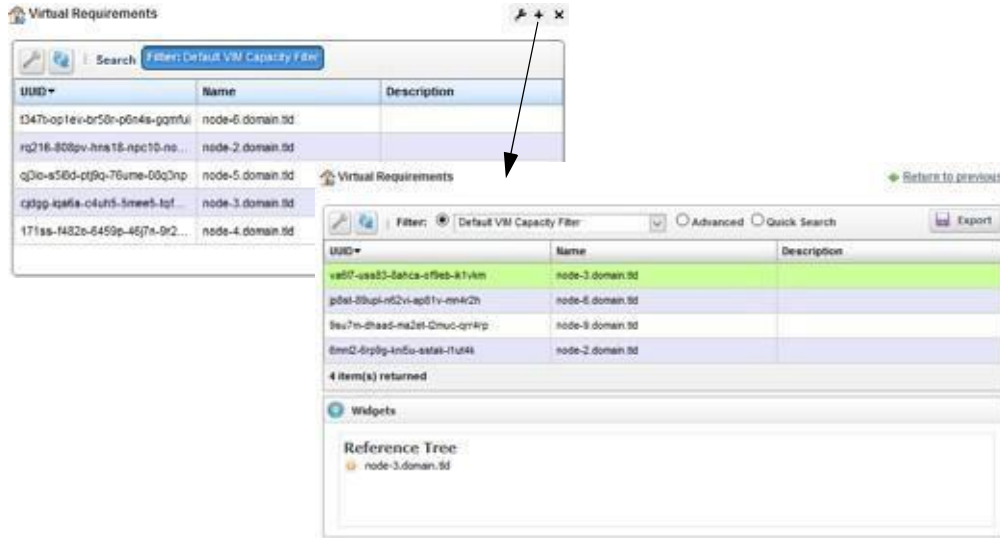 Virtual Requirements
Search Filter: Default VIM Capacity Filter
UUID Name Description
node-6.domain.tld
node-2.domain.tld
node-5.domain.tld
node-3.domain.tld
node-4.domain.tld
Virtual Requirements Return to previous
Filter: Default VIM Capacity Filter Advanced Quick Search Export
UUID Name Description
node-3.domain.tld
node-6.domain.tld
node-9.domain.tld
node-2.domain.tld
4 item(s) returned
Widgets
Reference Tree
node-3.domain.tld